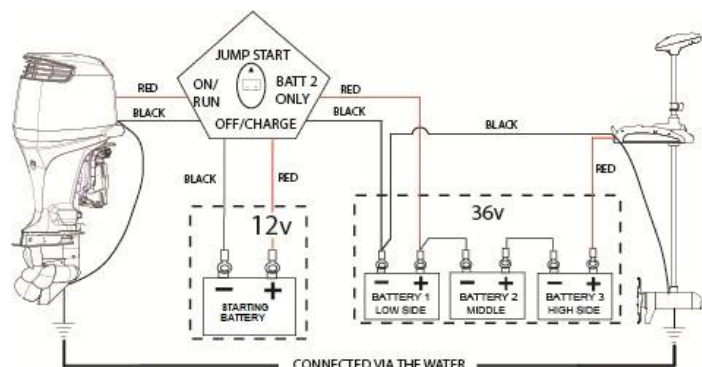 JUMP START
ON/
RUN
BATT 2
ONLY
OFF/CHARGE
RED
BLACK
RED
BLACK
BLACK
BLACK
RED
RED
12v
36v
- +
STARTING
BATTERY
- +
BATTERY 1
LOW SIDE
- +
BATTERY 2
MIDDLE
- +
BATTERY 3
HIGH SIDE
CONNECTED VIA THE WATER